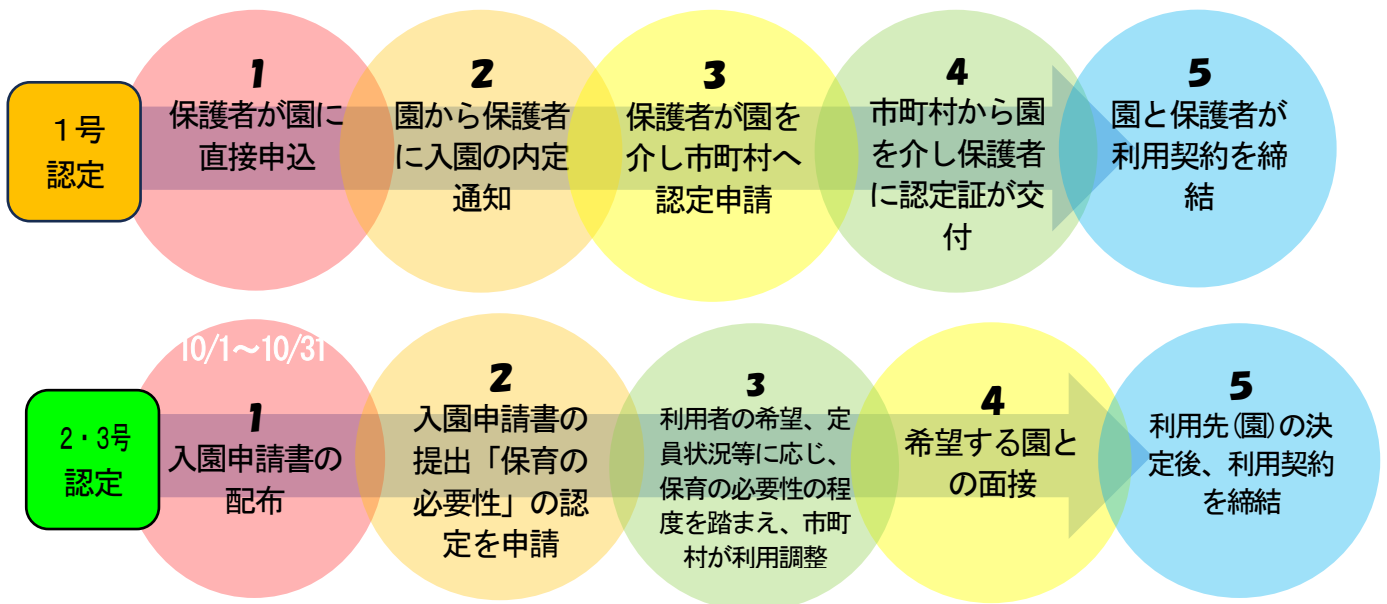 1号
認定
1
保護者が園に
直接申込
2
園から保護者
に入園の内定
通知
3
保護者が園を
介し市町村へ
認定申請
4
市町村から園
を介し保護者
に認定証が交
付
5
園と保護者が
利用契約を締
結
2・3号
認定
10/1～10/31
1
入園申請書の
配布
2
入園申請書の
提出「保育の
必要性」の認
定を申請
3
利用者の希望、定
員状況等に応じ、
保育の必要性の程
度を踏まえ、市町
村が利用調整
4
希望する園と
の面接
5
利用先(園)の決
定後、利用契約
を締結